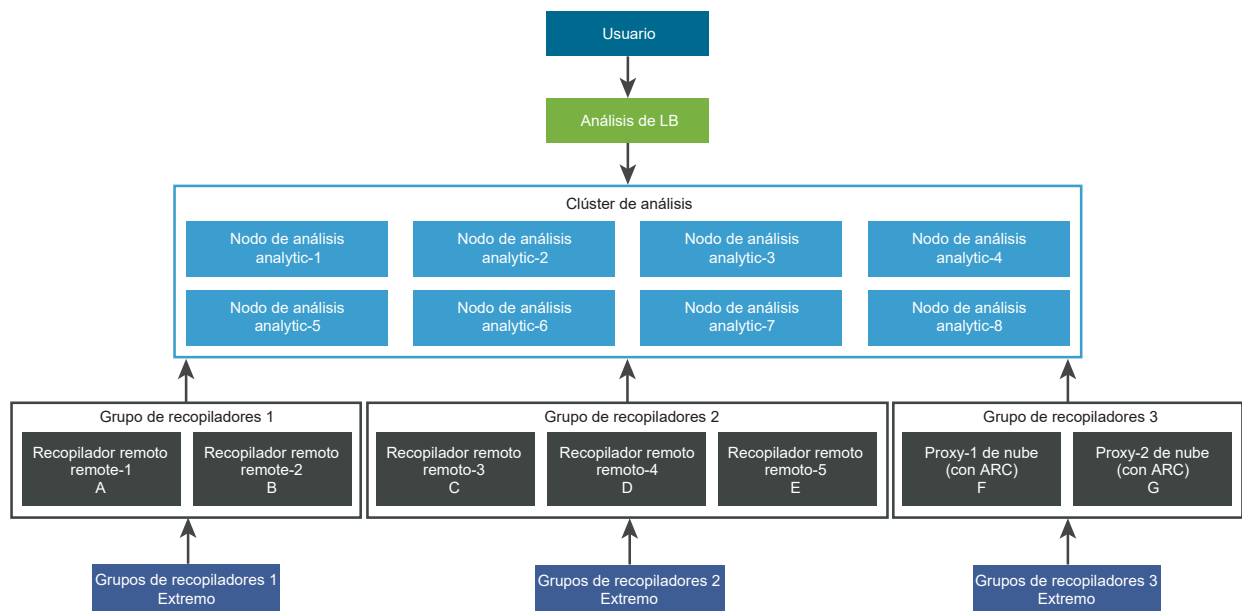 Usuario
Análisis de LB
Clúster de análisis
Nodo de análisis
analytic-1
Nodo de análisis
analytic-2
Nodo de análisis
analytic-3
Nodo de análisis
analytic-4
Nodo de análisis
analytic-5
Nodo de análisis
analytic-6
Nodo de análisis
analytic-7
Nodo de análisis
analytic-8
Grupo de recopiladores 1
Recopilador remoto
remote-1
A
Recopilador remoto
remote-2
B
Grupo de recopiladores 2
Recopilador remoto
remoto-3
C
Recopilador remoto
remoto-4
D
Recopilador remoto
remoto-5
E
Grupo de recopiladores 3
Proxy-1 de nube
(con ARC)
F
Proxy-2 de nube
(con ARC)
G
Grupos de recopiladores 1
Extremo
Grupos de recopiladores 2
Extremo
Grupos de recopiladores 3
Extremo